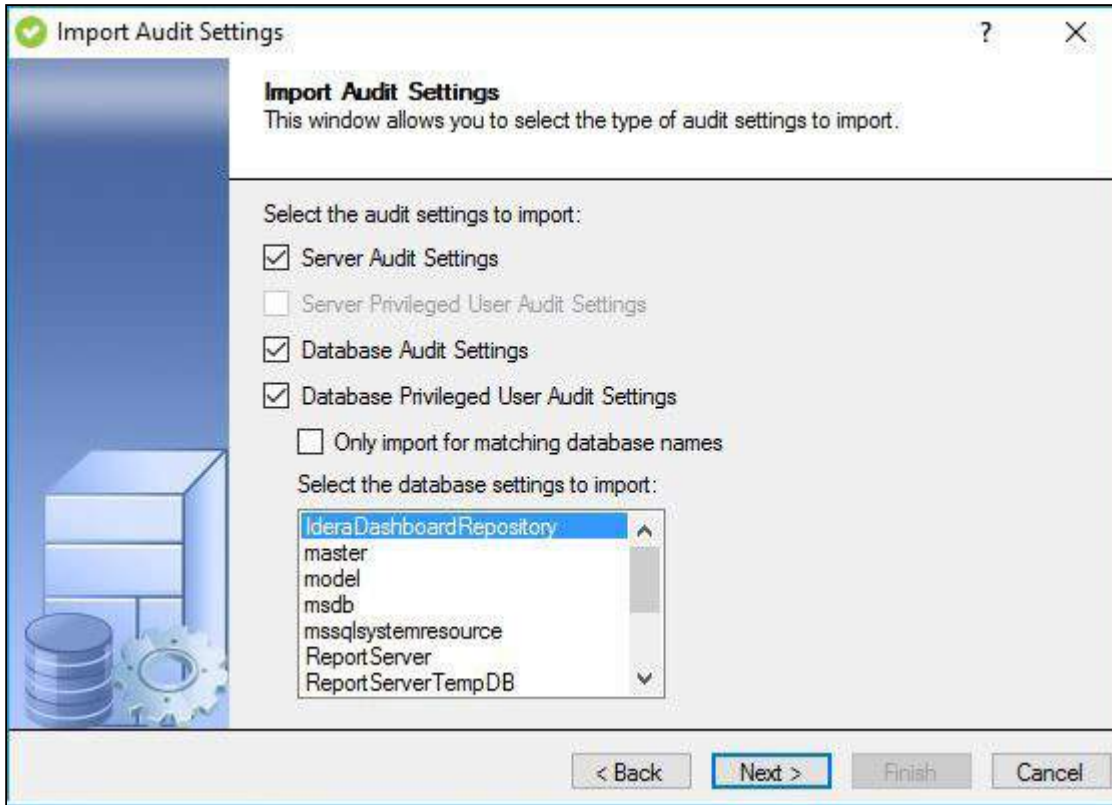 Import Audit Settings
?
Import Audit Settings
This window allows you to select the type of audit settings to import.
Select the audit settings to import:
Server Audit Settings
Server Privileged User Audit Settings
Database Audit Settings
Database Privileged User Audit Settings
Only import for matching database names
Select the database settings to import:
IderaDashboardRepository
master
model
msdb
mssqlsystemresource
ReportServer
ReportServerTempDB
< Back
Next >
Finish
Cancel